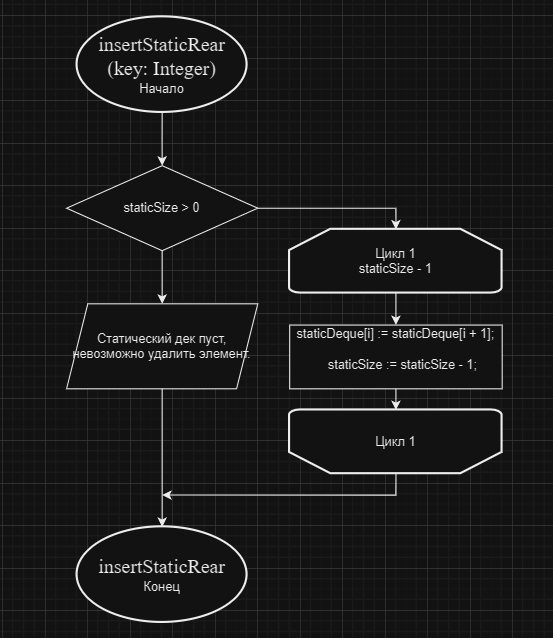 insertStaticRear
(key: Integer)
Начало
staticSize > 0
Цикл 1
staticSize - 1
staticDeque[i] := staticDeque[i + 1];
staticSize := staticSize - 1;
Статический дек пуст,
невозможно удалить элемент.
Цикл 1
insertStaticRear
Конец